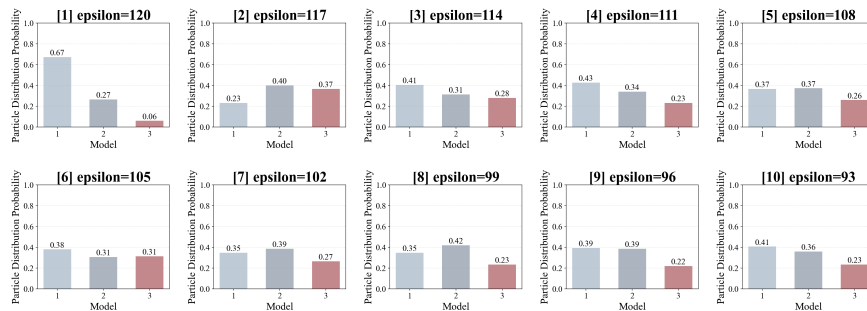 [1] epsilon=120
Particle Distribution Probability
1.0
0.8
0.6
0.4
0.2
0.0
0.67
0.27
0.06
1 2 3
Model
[2] epsilon=117
Particle Distribution Probability
1.0
0.8
0.6
0.4
0.2
0.0
0.23
0.40
0.37
1 2 3
Model
[3] epsilon=114
Particle Distribution Probability
1.0
0.8
0.6
0.4
0.2
0.0
0.41
0.31
0.28
1 2 3
Model
[4] epsilon=111
Particle Distribution Probability
1.0
0.8
0.6
0.4
0.2
0.0
0.43
0.34
0.23
1 2 3
Model
[5] epsilon=108
Particle Distribution Probability
1.0
0.8
0.6
0.4
0.2
0.0
0.37
0.37
0.26
1 2 3
Model
[6] epsilon=105
Particle Distribution Probability
1.0
0.8
0.6
0.4
0.2
0.0
0.38
0.31
0.31
1 2 3
Model
[7] epsilon=102
Particle Distribution Probability
1.0
0.8
0.6
0.4
0.2
0.0
0.35
0.39
0.27
1 2 3
Model
[8] epsilon=99
Particle Distribution Probability
1.0
0.8
0.6
0.4
0.2
0.0
0.35
0.42
0.23
1 2 3
Model
[9] epsilon=96
Particle Distribution Probability
1.0
0.8
0.6
0.4
0.2
0.0
0.39
0.39
0.22
1 2 3
Model
[10] epsilon=93
Particle Distribution Probability
1.0
0.8
0.6
0.4
0.2
0.0
0.41
0.36
0.23
1 2 3
Model